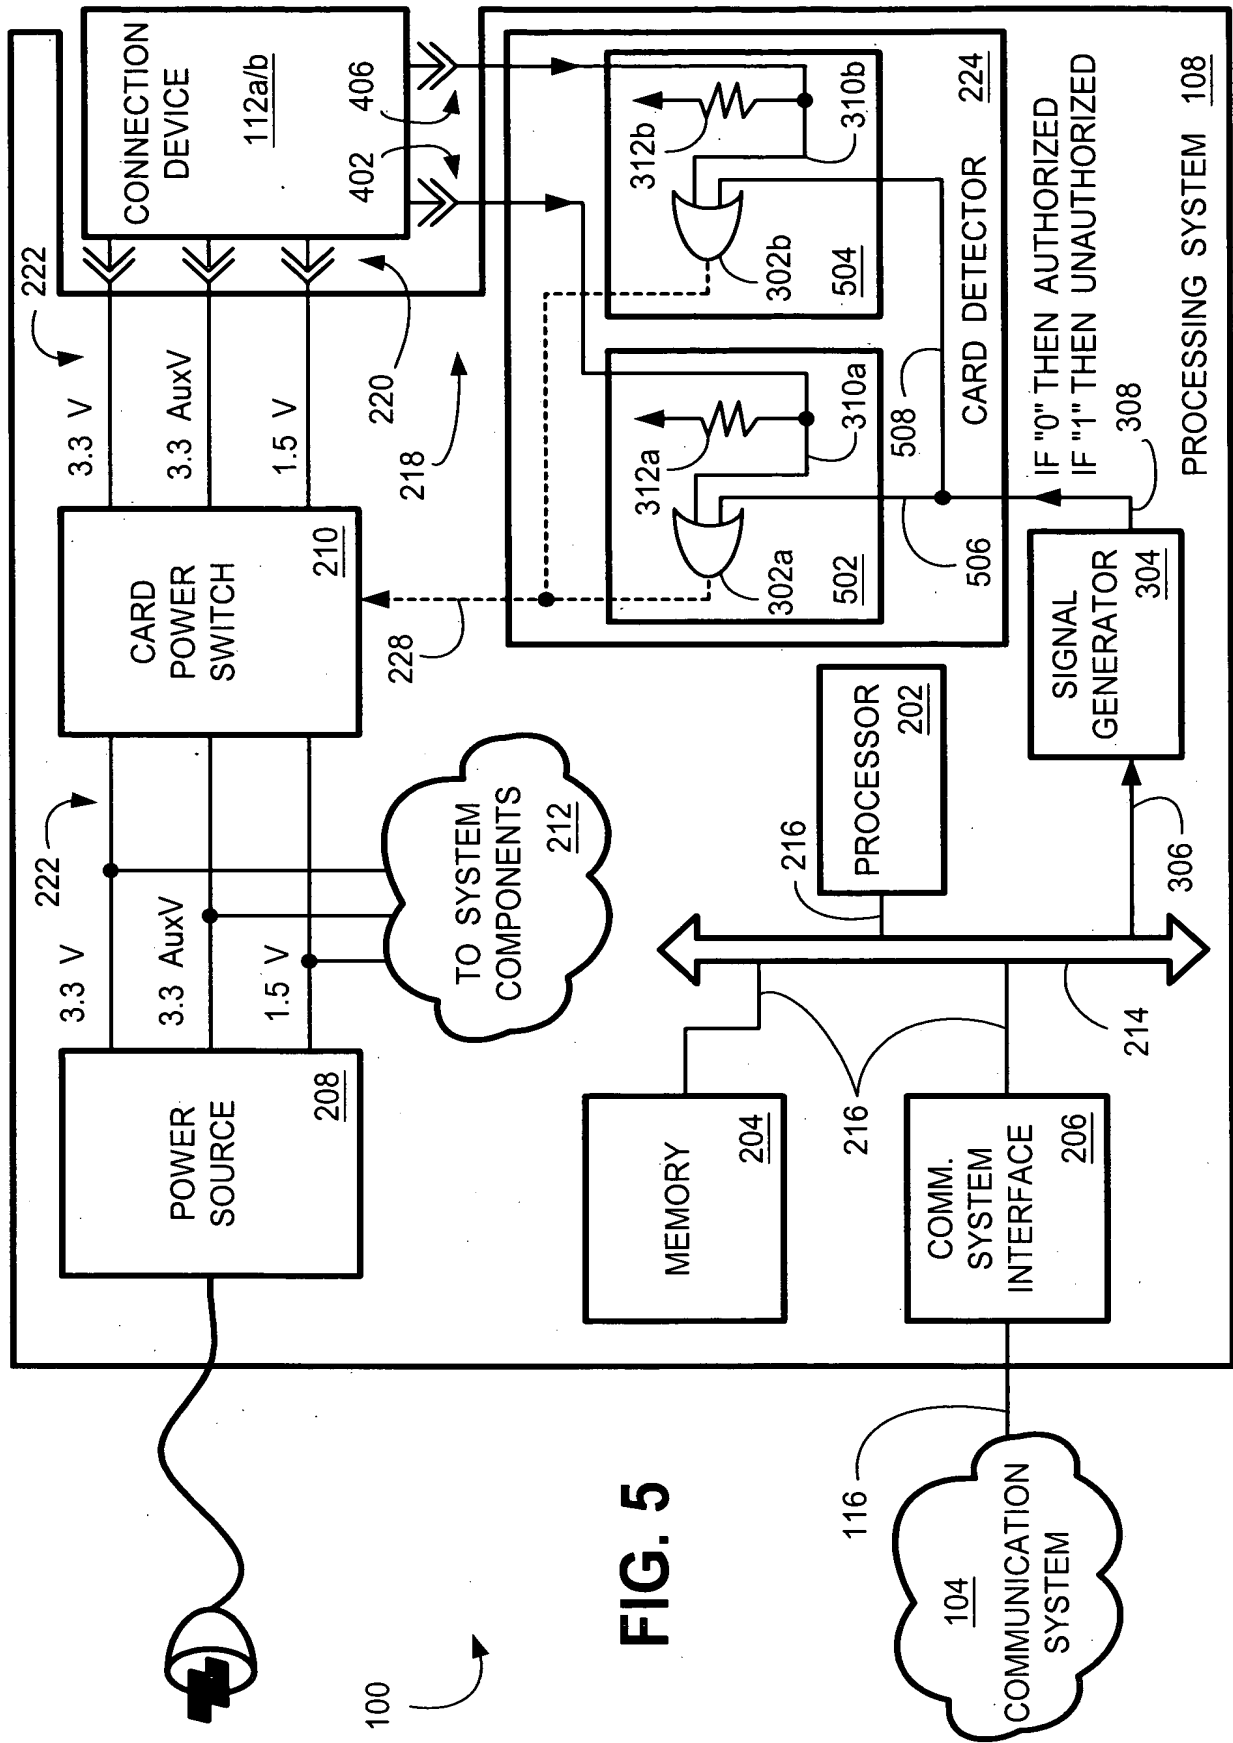 100
FIG. 5
POWER
SOURCE
208
3.3 V
3.3 AuxV
1.5 V
222
TO SYSTEM
COMPONENTS
212
CARD
POWER
SWITCH
210
228
3.3 V
3.3 AuxV
1.5 V
222
220
218
CONNECTION
DEVICE
112a/b
402
406
MEMORY
204
216
COMM.
SYSTEM
INTERFACE
206
214
PROCESSOR
202
216
306
SIGNAL
GENERATOR
304
308
IF "0" THEN AUTHORIZED
IF "1" THEN UNAUTHORIZED
302a
312a
310a
502
506
508
302b
312b
310b
504
CARD DETECTOR
224
PROCESSING SYSTEM
108
116
104
COMMUNICATION
SYSTEM